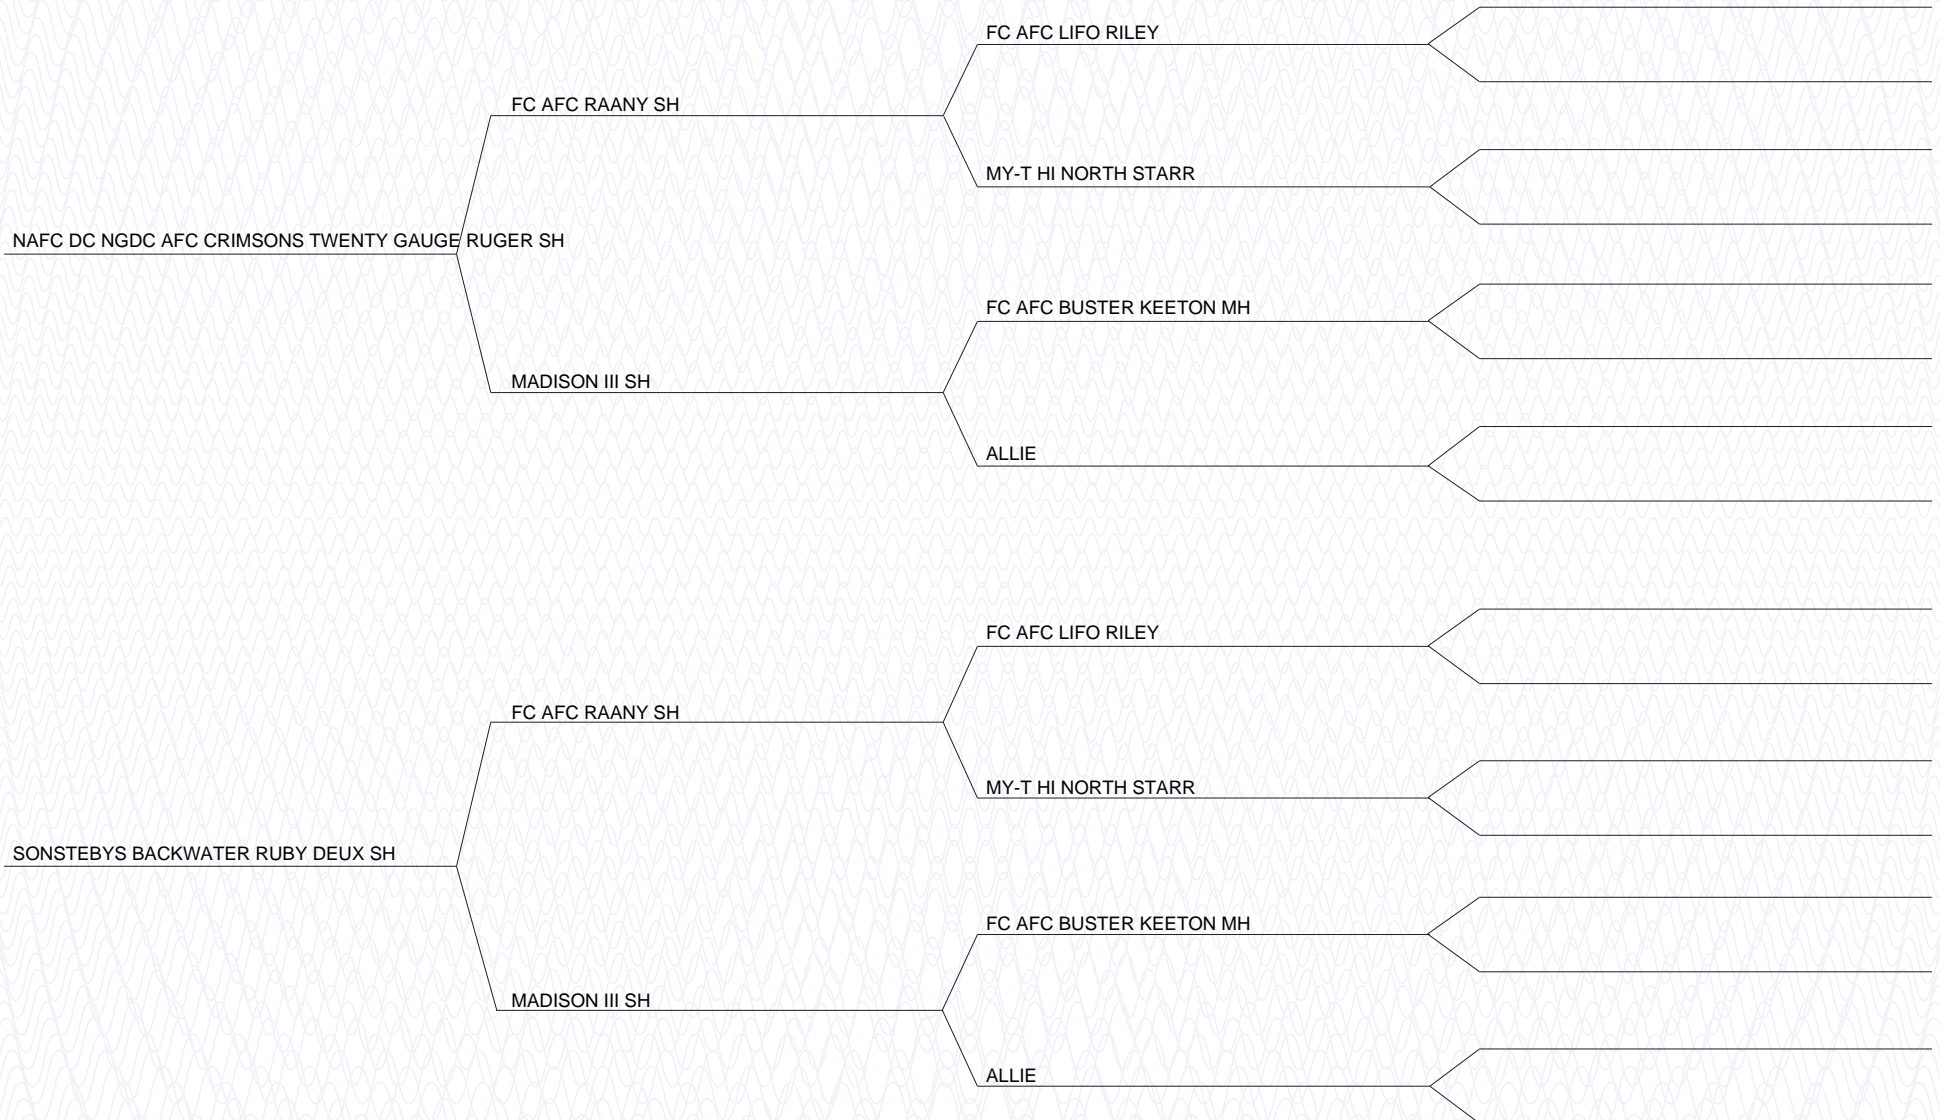 FC AFC LIFO RILEY
FC AFC RAANY SH
MY-T HI NORTH STARR
NAFC DC NGDC AFC CRIMSONS TWENTY GAUGE RUGER SH
FC AFC BUSTER KEETON MH
MADISON III SH
ALLIE
FC AFC LIFO RILEY
FC AFC RAANY SH
MY-T HI NORTH STARR
SONSTEBYS BACKWATER RUBY DEUX SH
FC AFC BUSTER KEETON MH
MADISON III SH
ALLIE